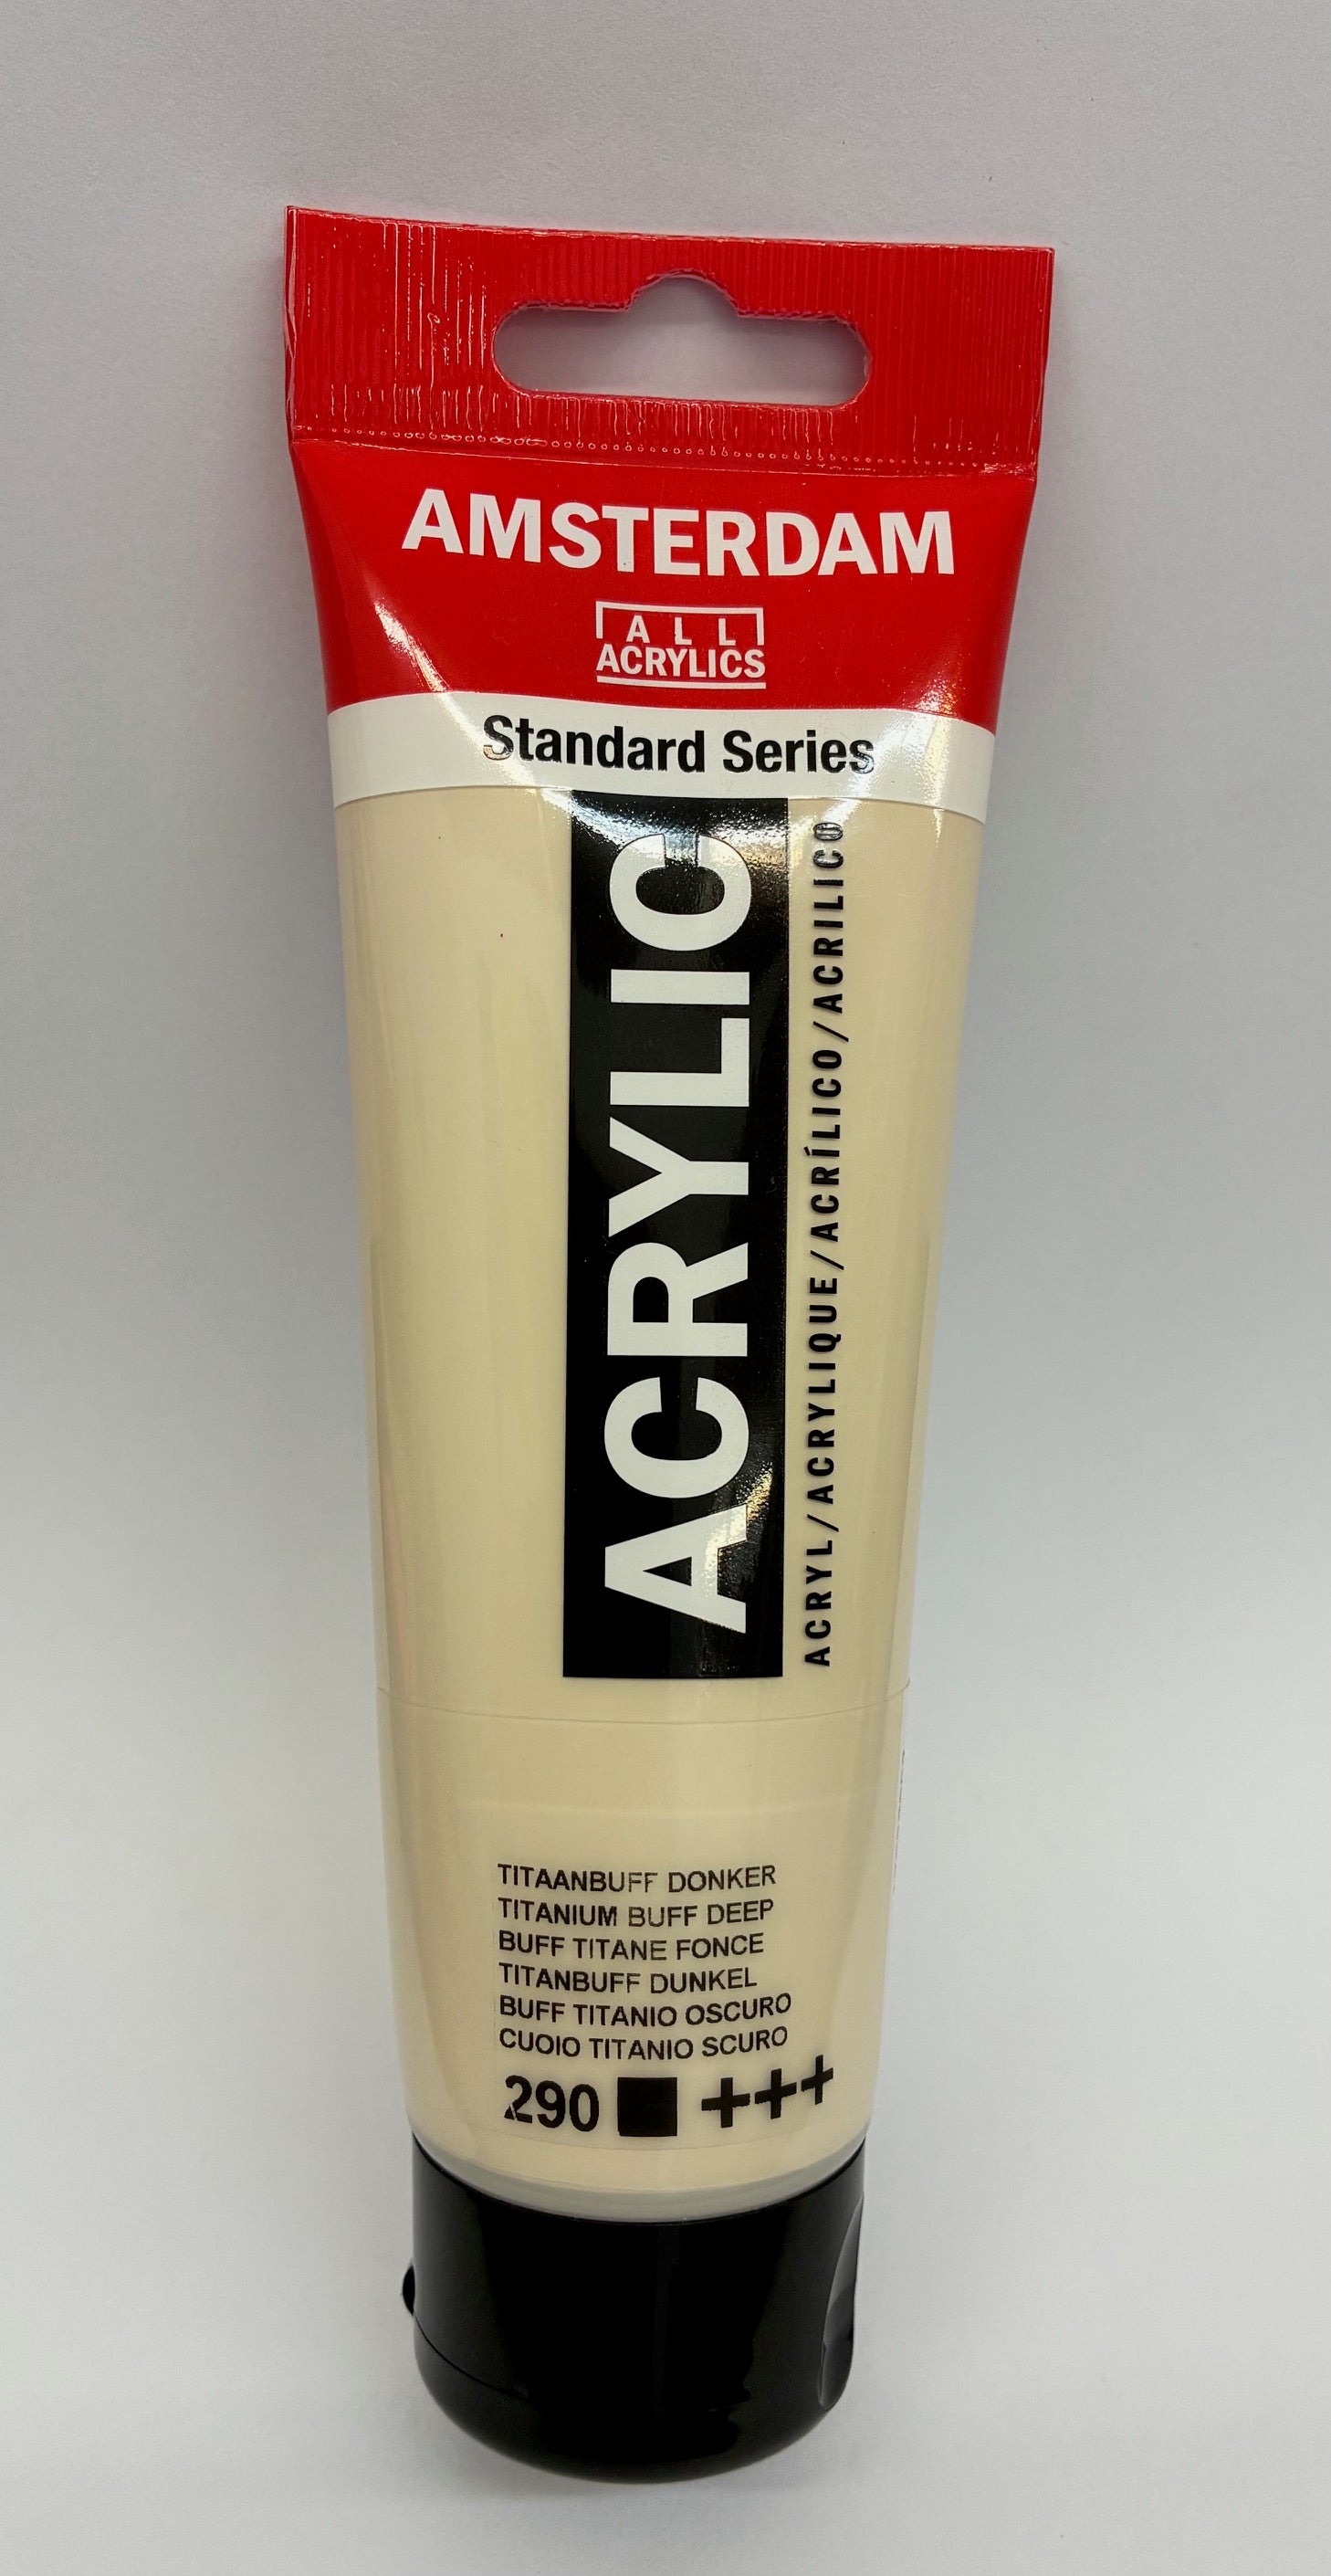 AMSTERDAM
ALL
ACRYLICS
Standard Series
ACRYLIC
ACRYL/ACRYLIQUE/ACRÍLICO/ACRILICO
TITAANBUFF DONKER
TITANIUM BUFF DEEP
BUFF TITANE FONCE
TITANBUFF DUNKEL
BUFF TITANIO OSCURO
CUOIO TITANIO SCURO
290 +++